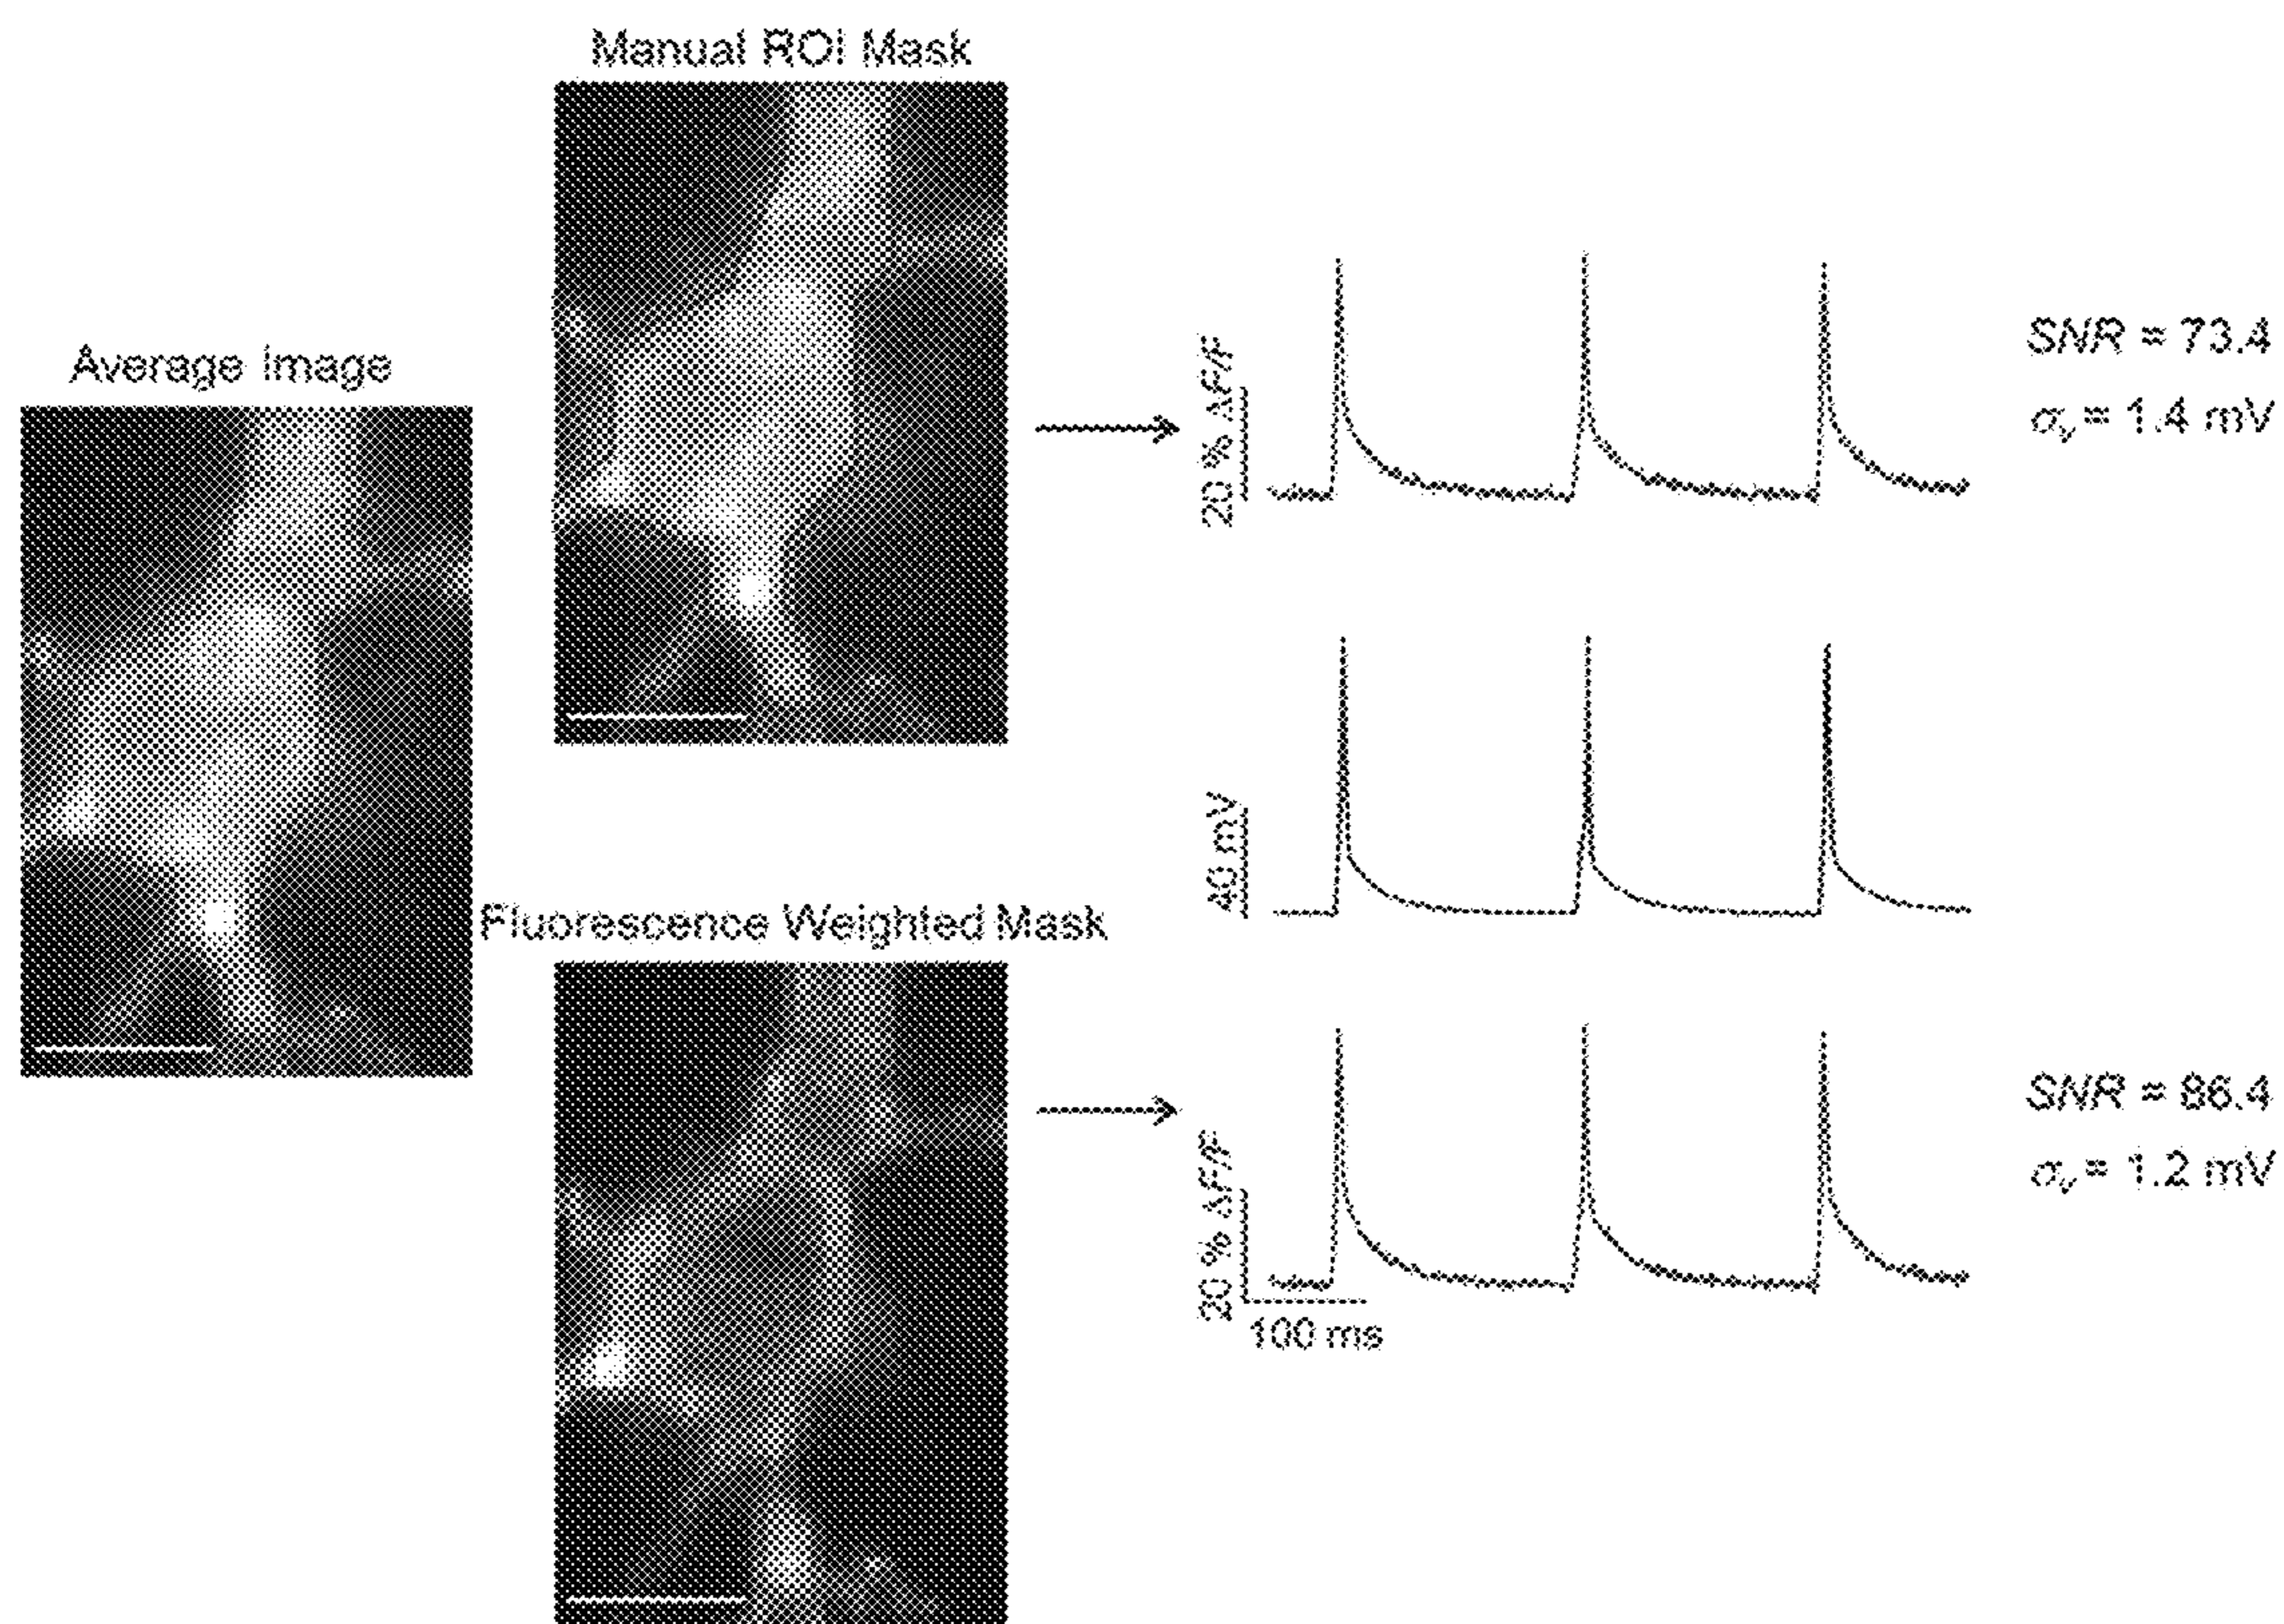 Manual ROI Mask
Average Image
20 % ΔF/F
SNR = 73.4
σV = 1.4 mV
40 mV
Fluorescence Weighted Mask
20 % ΔF/F
100 ms
SNR = 86.4
σV = 1.2 mV